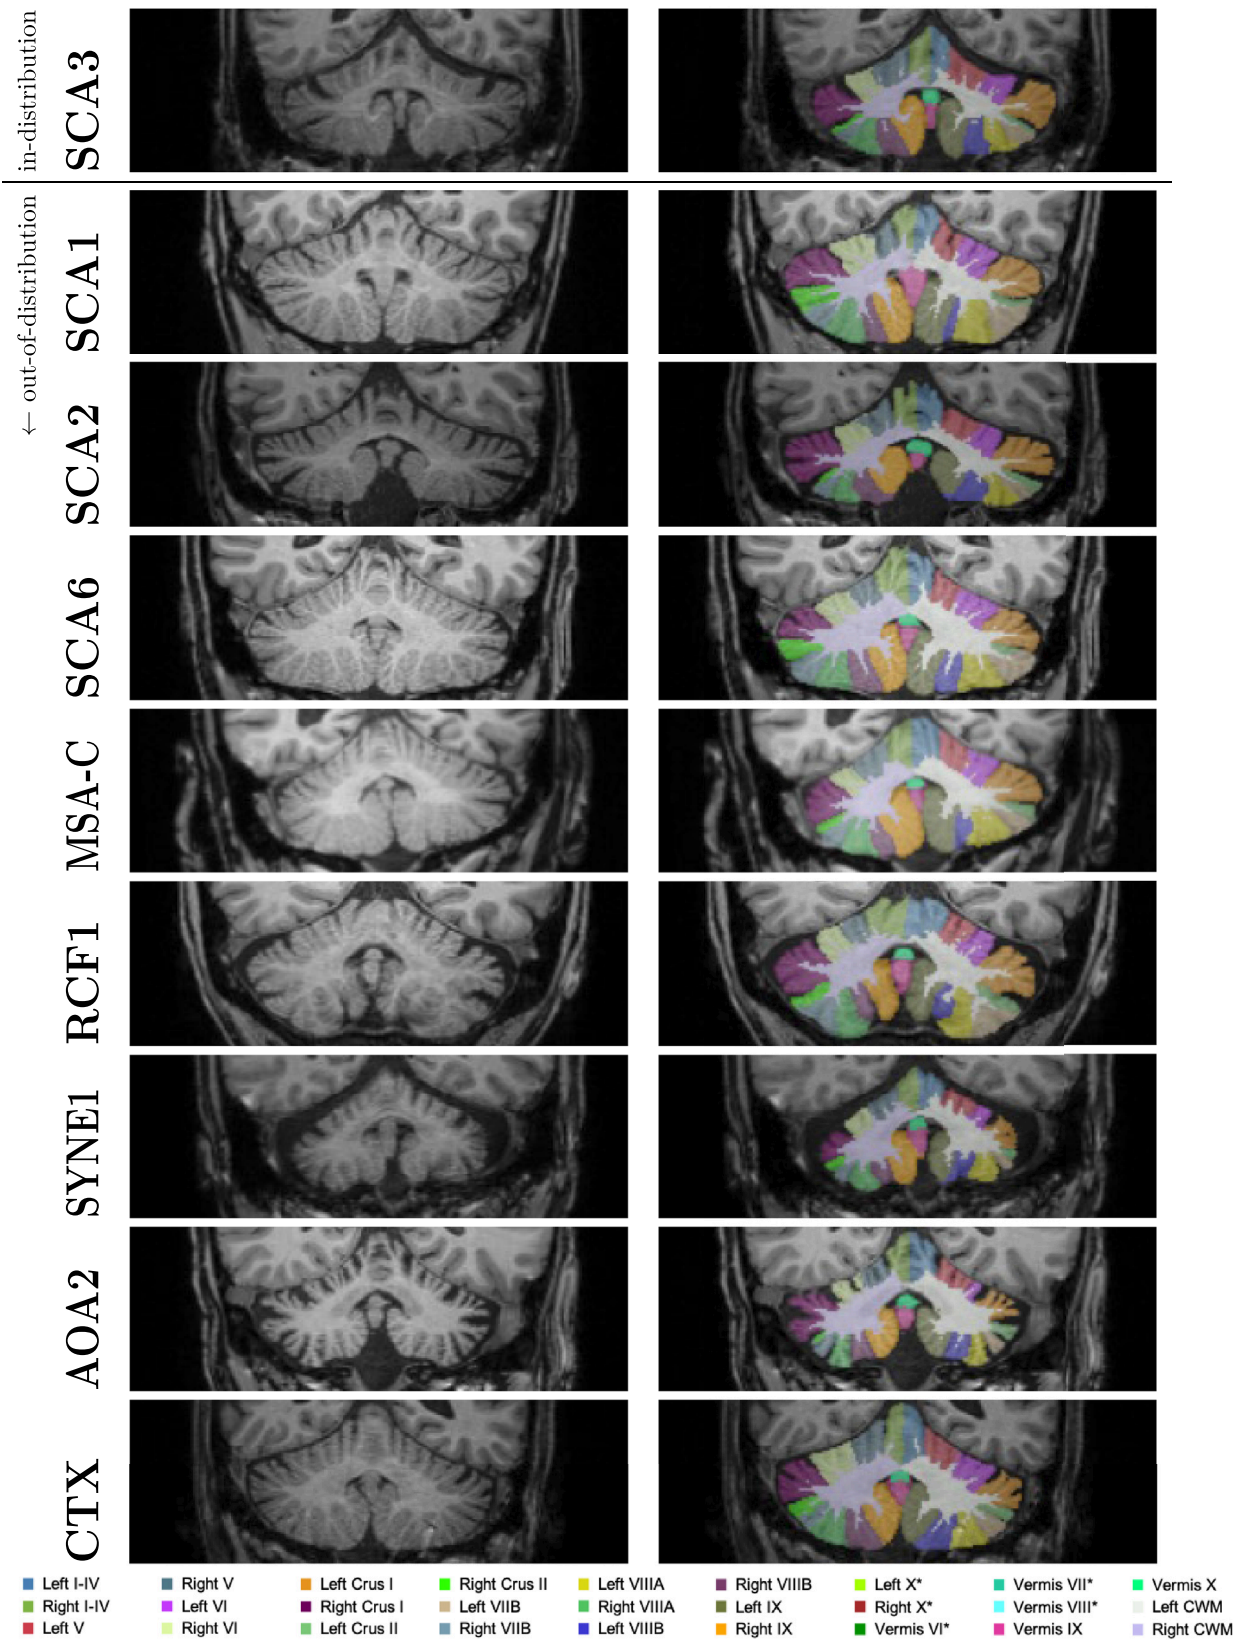 in-distribution
SCA3
← out-of-distribution
SCA1
SCA2
SCA6
MSA-C
RCF1
SYNE1
AOA2
CTX
Left I-IV
Right I-IV
Left V
Right V
Left VI
Right VI
Left Crus I
Right Crus I
Left Crus II
Right Crus II
Left VIIB
Right VIIB
Left VIIIA
Right VIIIA
Left VIIIB
Right VIIIB
Left IX
Right IX
Left X*
Right X*
Vermis VI*
Vermis VII*
Vermis VIII*
Vermis IX
Vermis X
Left CWM
Right CWM